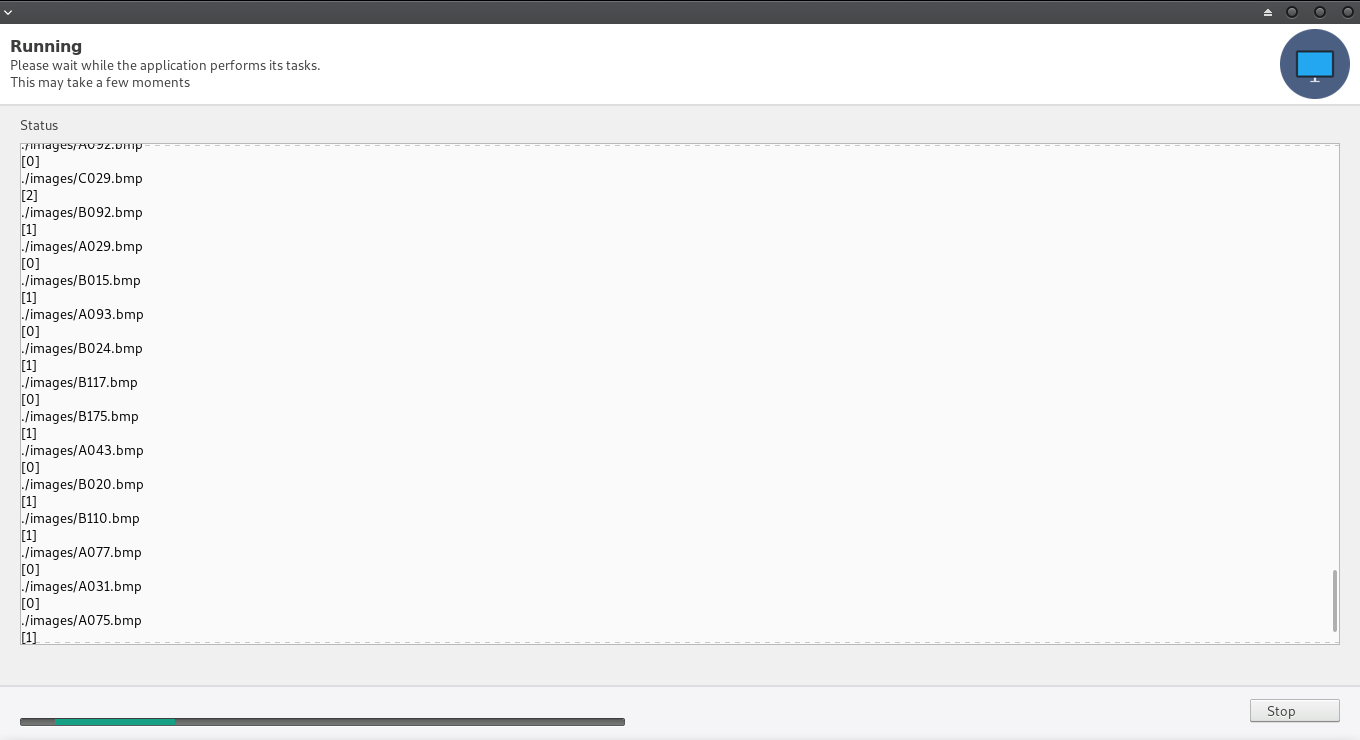 Running
Please wait while the application performs its tasks.
This may take a few moments
Status
./images/A092.bmp
[0]
./images/C029.bmp
[2]
./images/B092.bmp
[1]
./images/A029.bmp
[0]
./images/B015.bmp
[1]
./images/A093.bmp
[0]
./images/B024.bmp
[1]
./images/B117.bmp
[0]
./images/B175.bmp
[1]
./images/A043.bmp
[0]
./images/B020.bmp
[1]
./images/B110.bmp
[1]
./images/A077.bmp
[0]
./images/A031.bmp
[0]
./images/A075.bmp
[1]
Stop